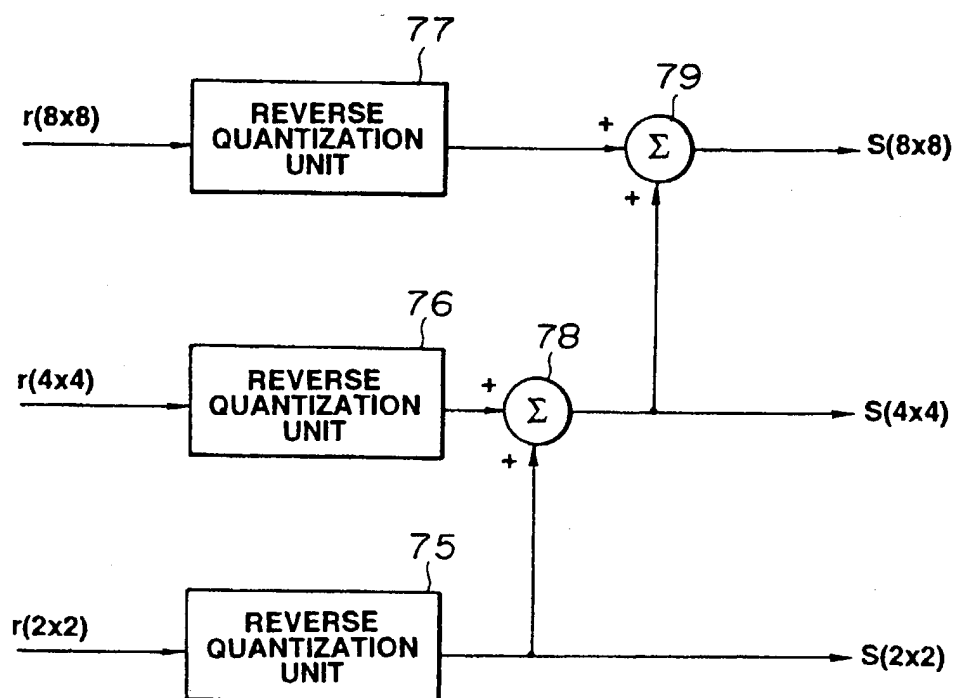 77
79
r(8x8)
REVERSE
QUANTIZATION
UNIT
+
Σ
S(8x8)
+
76
78
r(4x4)
REVERSE
QUANTIZATION
UNIT
+
Σ
S(4x4)
+
75
r(2x2)
REVERSE
QUANTIZATION
UNIT
S(2x2)